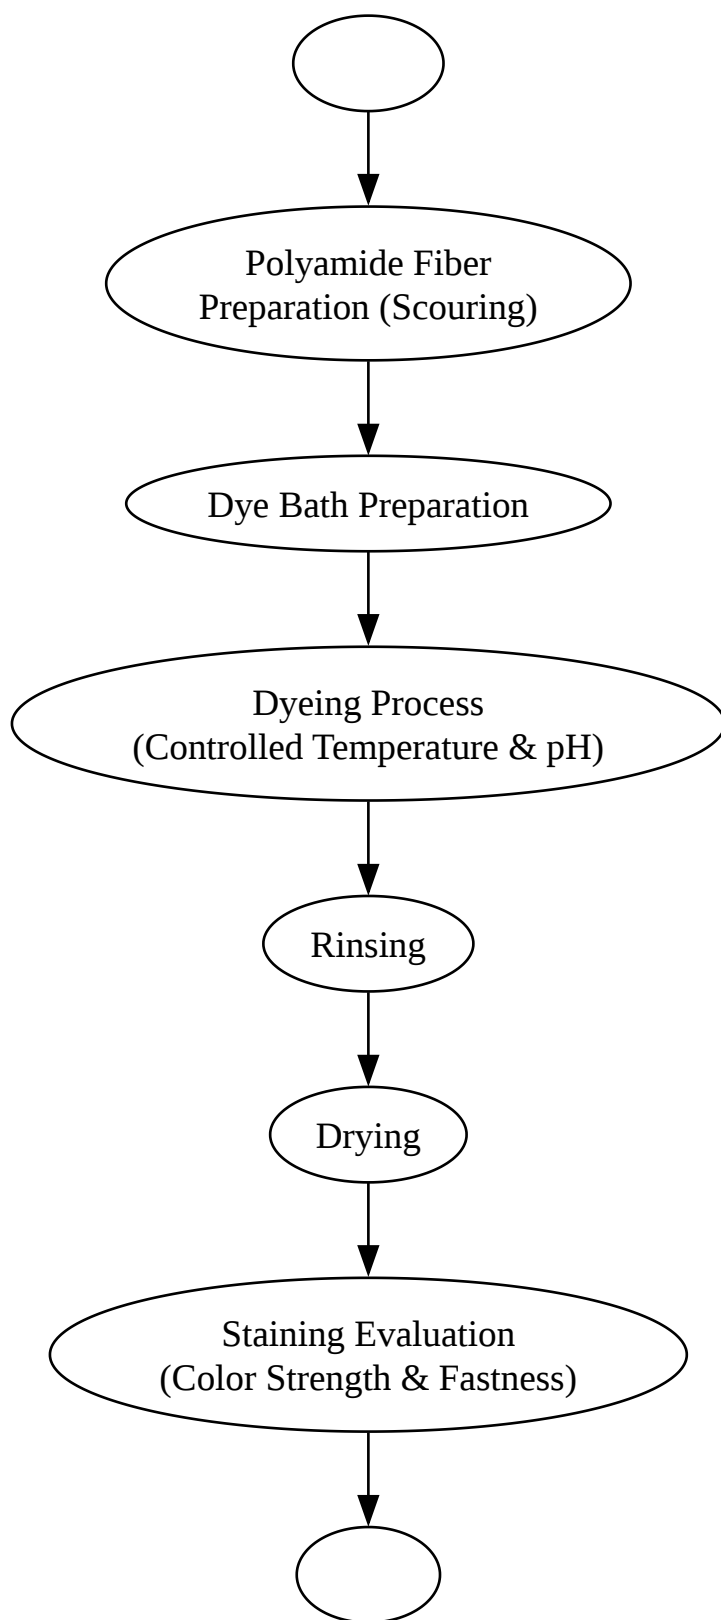 Polyamide Fiber
Preparation (Scouring)
Dye Bath Preparation
Dyeing Process
(Controlled Temperature & pH)
Rinsing
Drying
Staining Evaluation
(Color Strength & Fastness)